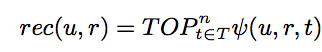 rec(u, r) = TOP^n_{t∈T} ψ(u, r, t)